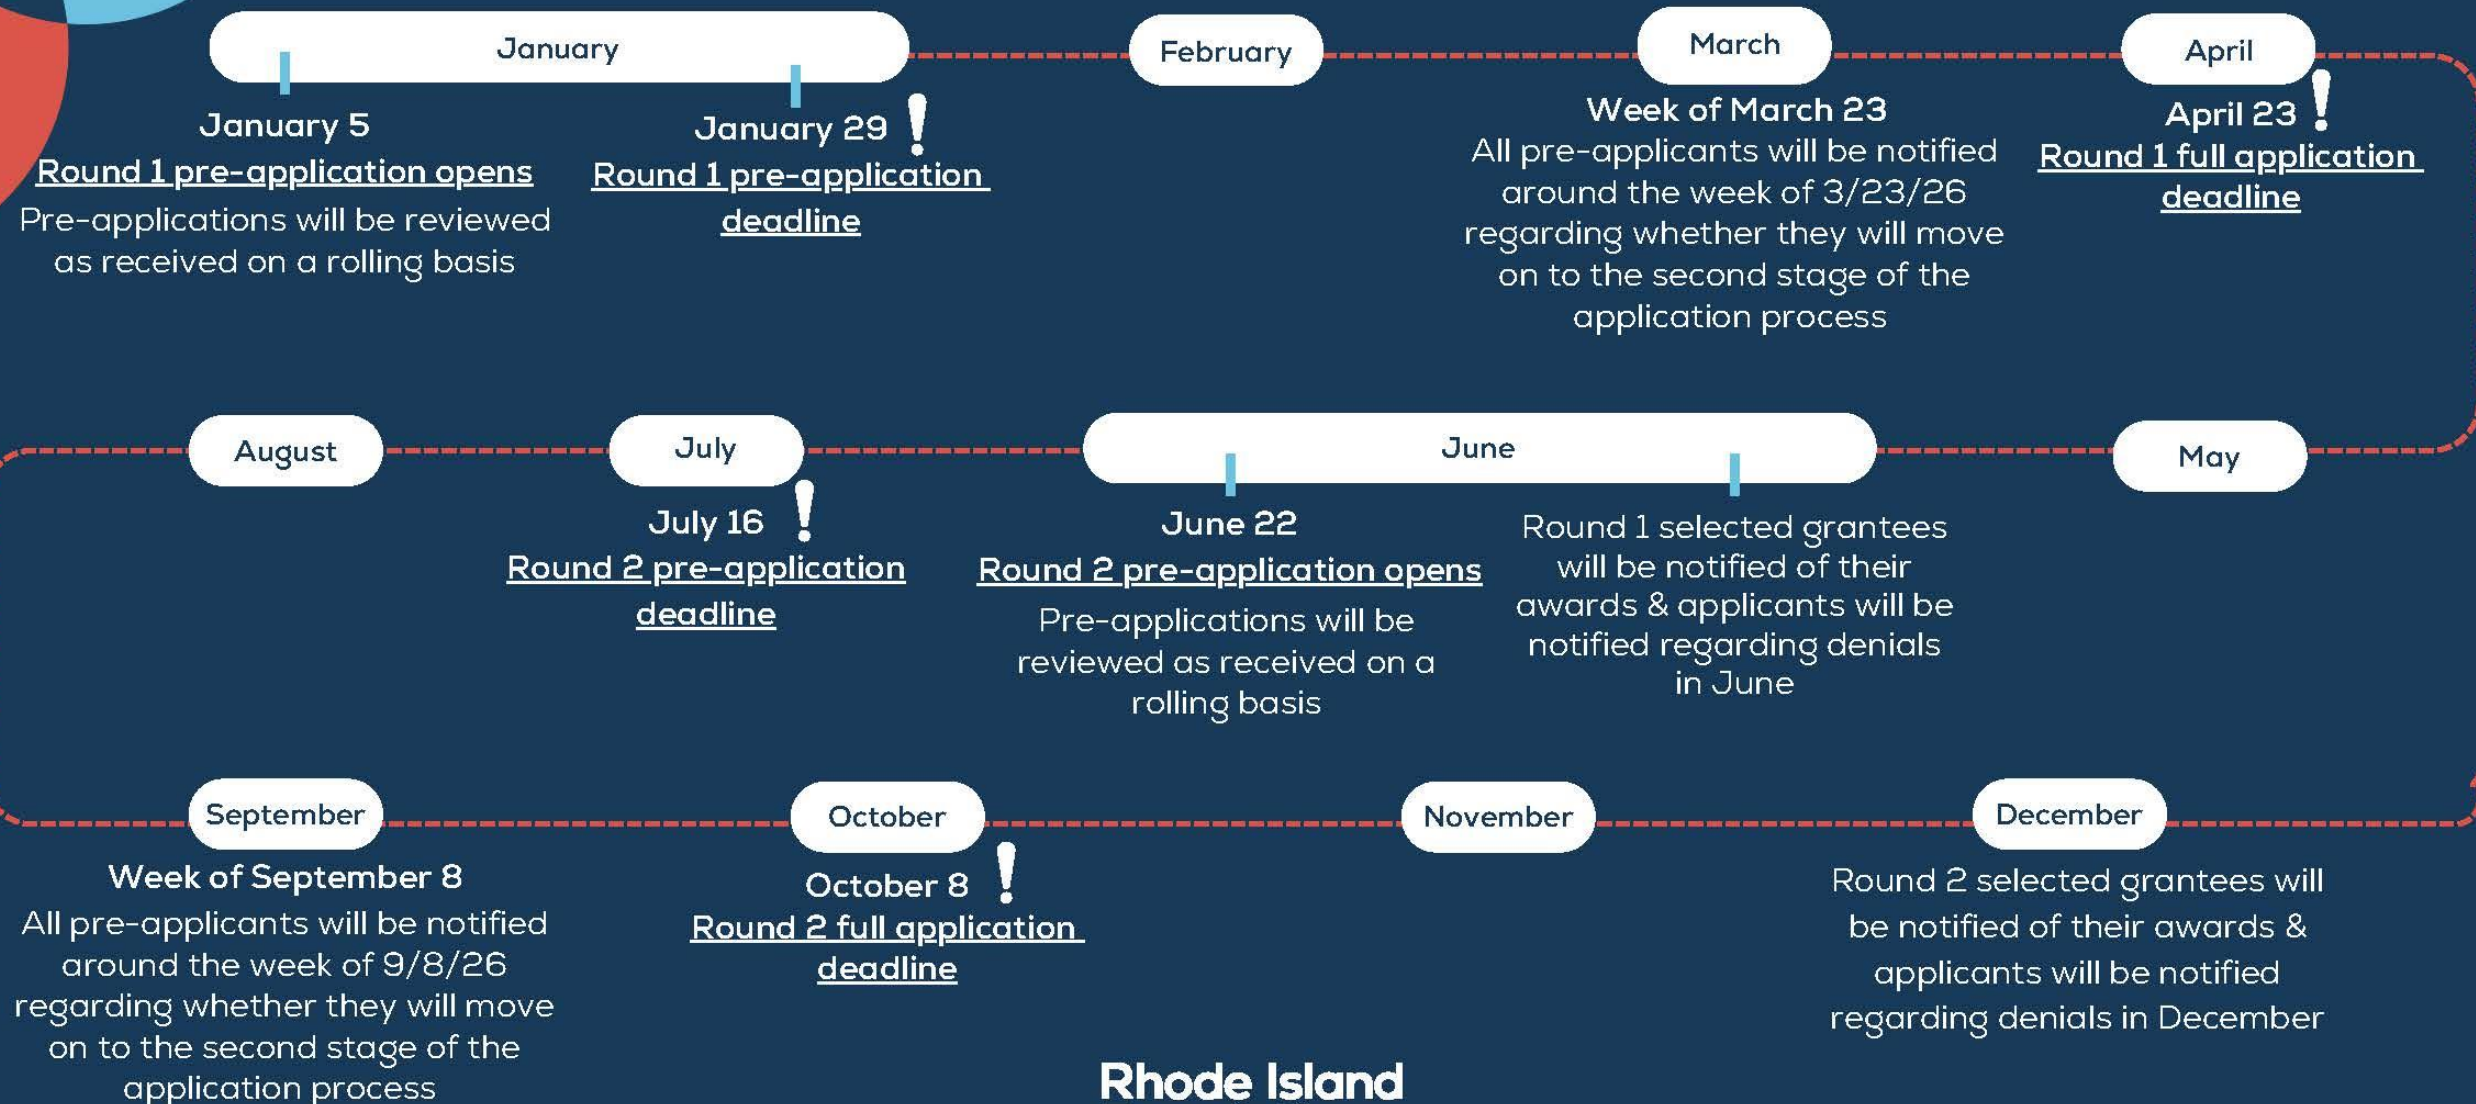 January
January 5
Round 1 pre-application opens
Pre-applications will be reviewed
as received on a rolling basis
January 29 !
Round 1 pre-application
deadline
February
March
Week of March 23
All pre-applicants will be notified
around the week of 3/23/26
regarding whether they will move
on to the second stage of the
application process
April
April 23 !
Round 1 full application
deadline
May
June
June 22
Round 2 pre-application opens
Pre-applications will be
reviewed as received on a
rolling basis
Round 1 selected grantees
will be notified of their
awards & applicants will be
notified regarding denials
in June
July
July 16 !
Round 2 pre-application
deadline
August
September
Week of September 8
All pre-applicants will be notified
around the week of 9/8/26
regarding whether they will move
on to the second stage of the
application process
October
October 8 !
Round 2 full application
deadline
November
December
Round 2 selected grantees will
be notified of their awards &
applicants will be notified
regarding denials in December
Rhode Island